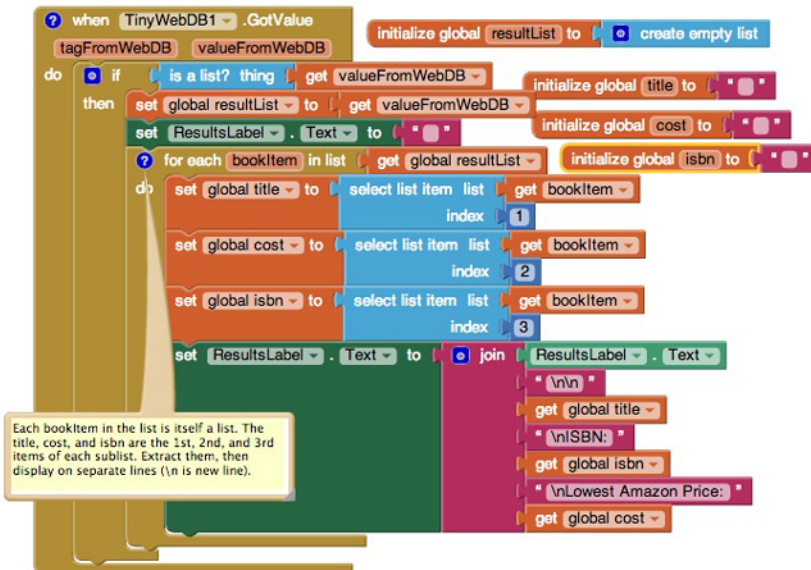 when TinyWebDB1 .GotValue
initialize global resultList to create empty list
tagFromWebDB valueFromWebDB
do if is a list? thing get valueFromWebDB
initialize global title to " "
then set global resultList to get valueFromWebDB
initialize global cost to " "
set ResultsLabel . Text to " "
for each bookItem in list get global resultList
initialize global isbn to " "
do set global title to select list item list get bookItem
index 1
set global cost to select list item list get bookItem
index 2
set global isbn to select list item list get bookItem
index 3
set ResultsLabel . Text to join ResultsLabel . Text
" \n\n "
get global title
" \nISBN: "
get global isbn
" \nLowest Amazon Price: "
get global cost
Each bookItem in the list is itself a list. The
title, cost, and isbn are the 1st, 2nd, and 3rd
items of each sublist. Extract them, then
display on separate lines (\n is new line).